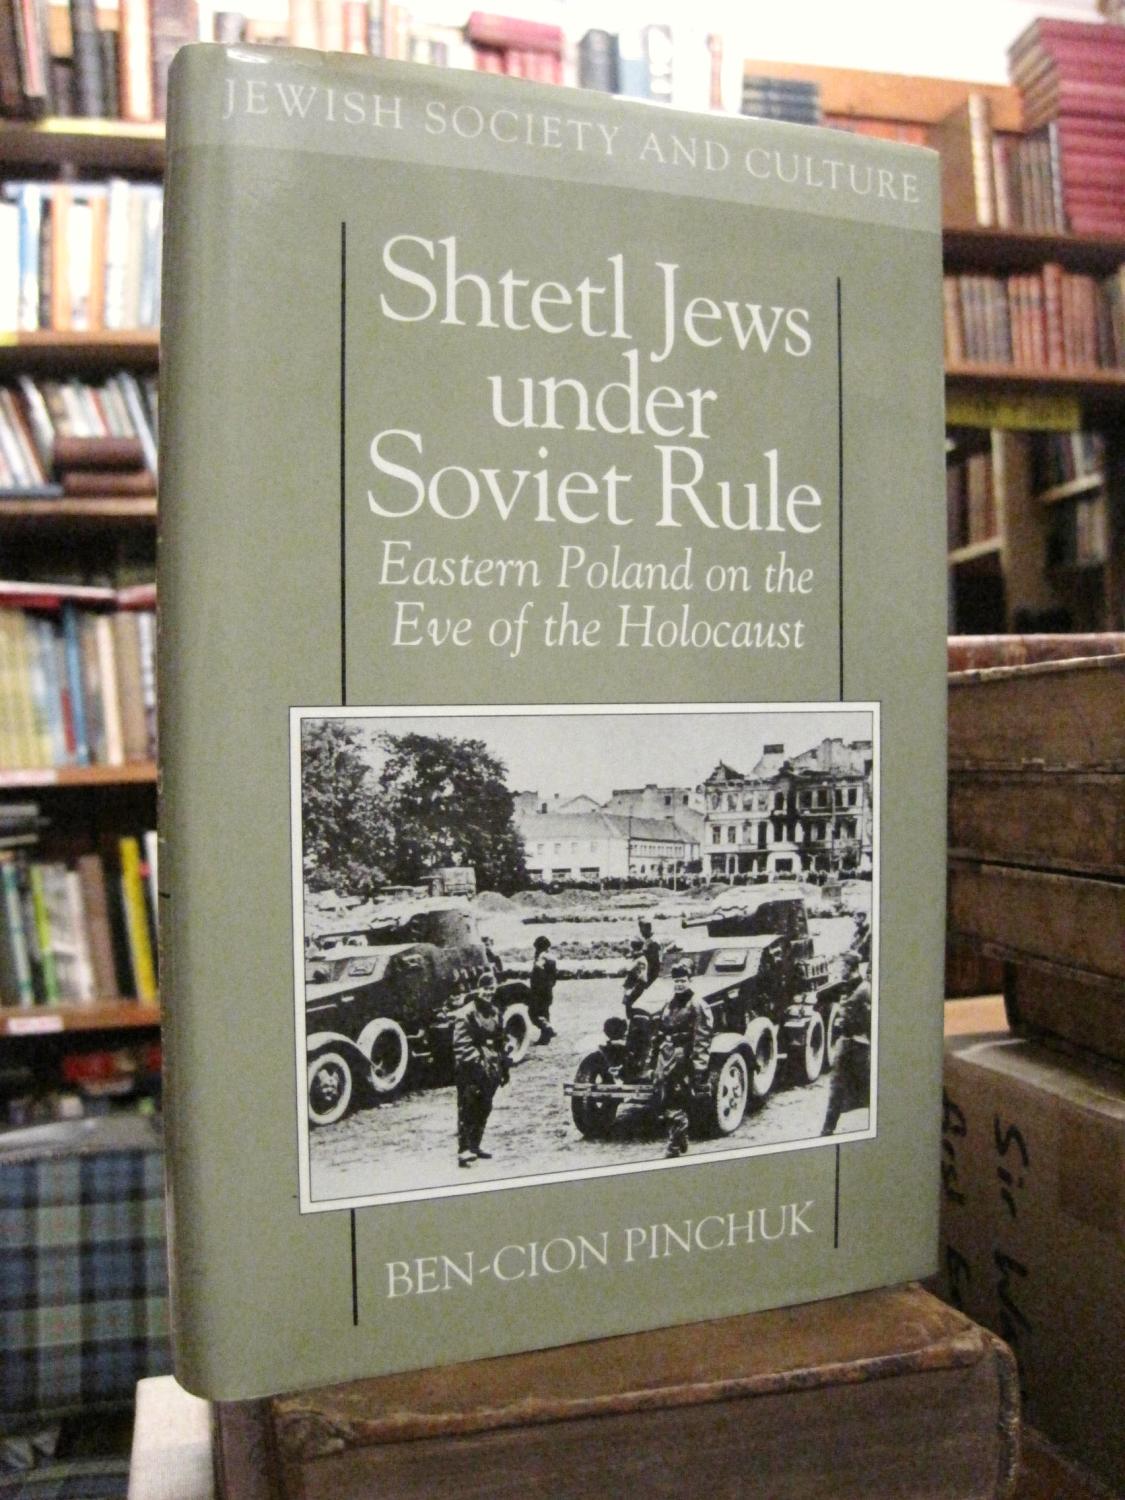 JEWISH SOCIETY AND CULTURE
Shtetl Jews
under
Soviet Rule
Eastern Poland on the
Eve of the Holocaust
BEN-CION PINCHUK